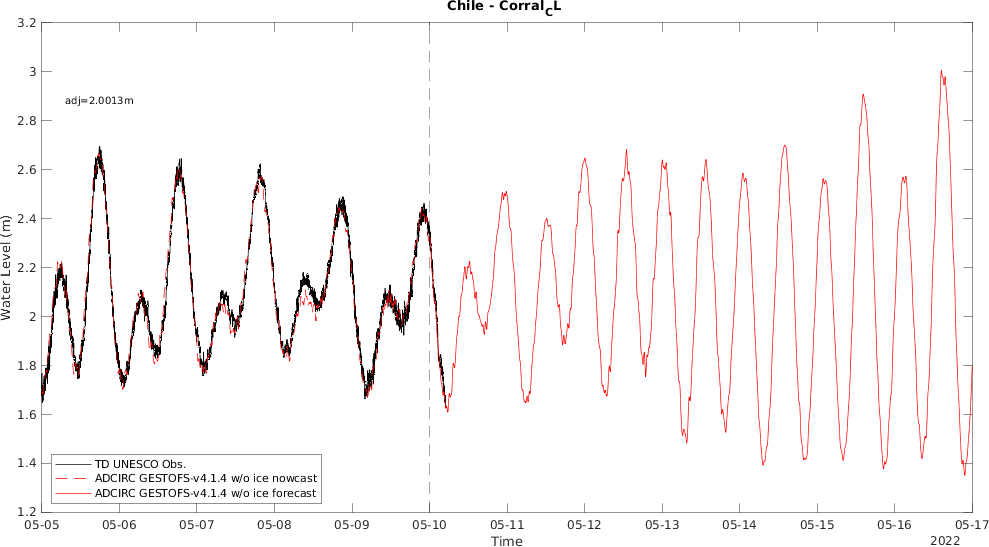 Chile - Corral_CL
3.2
3
2.8
2.6
2.4
2.2
2
1.8
1.6
1.4
1.2
Water Level (m)
adj=2.0013m
TD UNESCO Obs.
ADCIRC GESTOFS-v4.1.4 w/o ice nowcast
ADCIRC GESTOFS-v4.1.4 w/o ice forecast
05-05 05-06 05-07 05-08 05-09 05-10 05-11 05-12 05-13 05-14 05-15 05-16 05-17
Time
2022